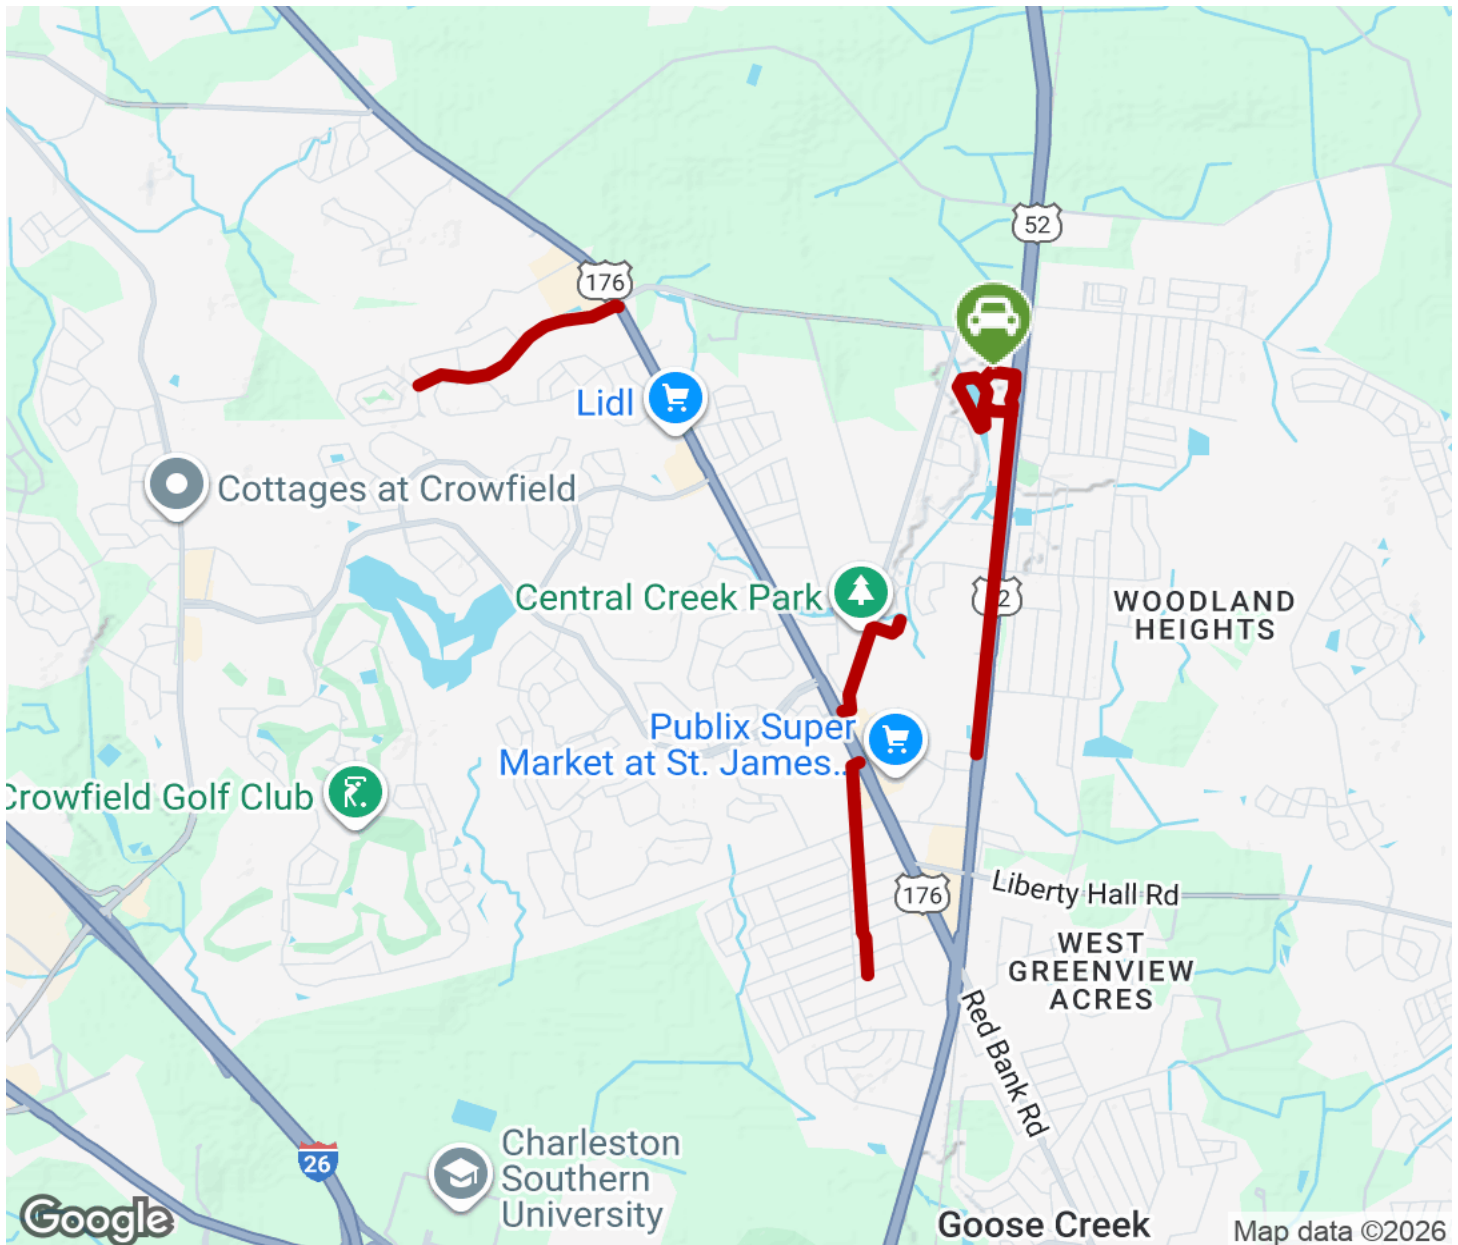 52
176
Lidl
Cottages at Crowfield
Central Creek Park
WOODLAND
HEIGHTS
Publix Super
Market at St. James..
Crowfield Golf Club
176
Liberty Hall Rd
WEST
GREENVIEW
ACRES
Red Bank Rd
Charleston
Southern
University
26
Google
Goose Creek
Map data ©2026